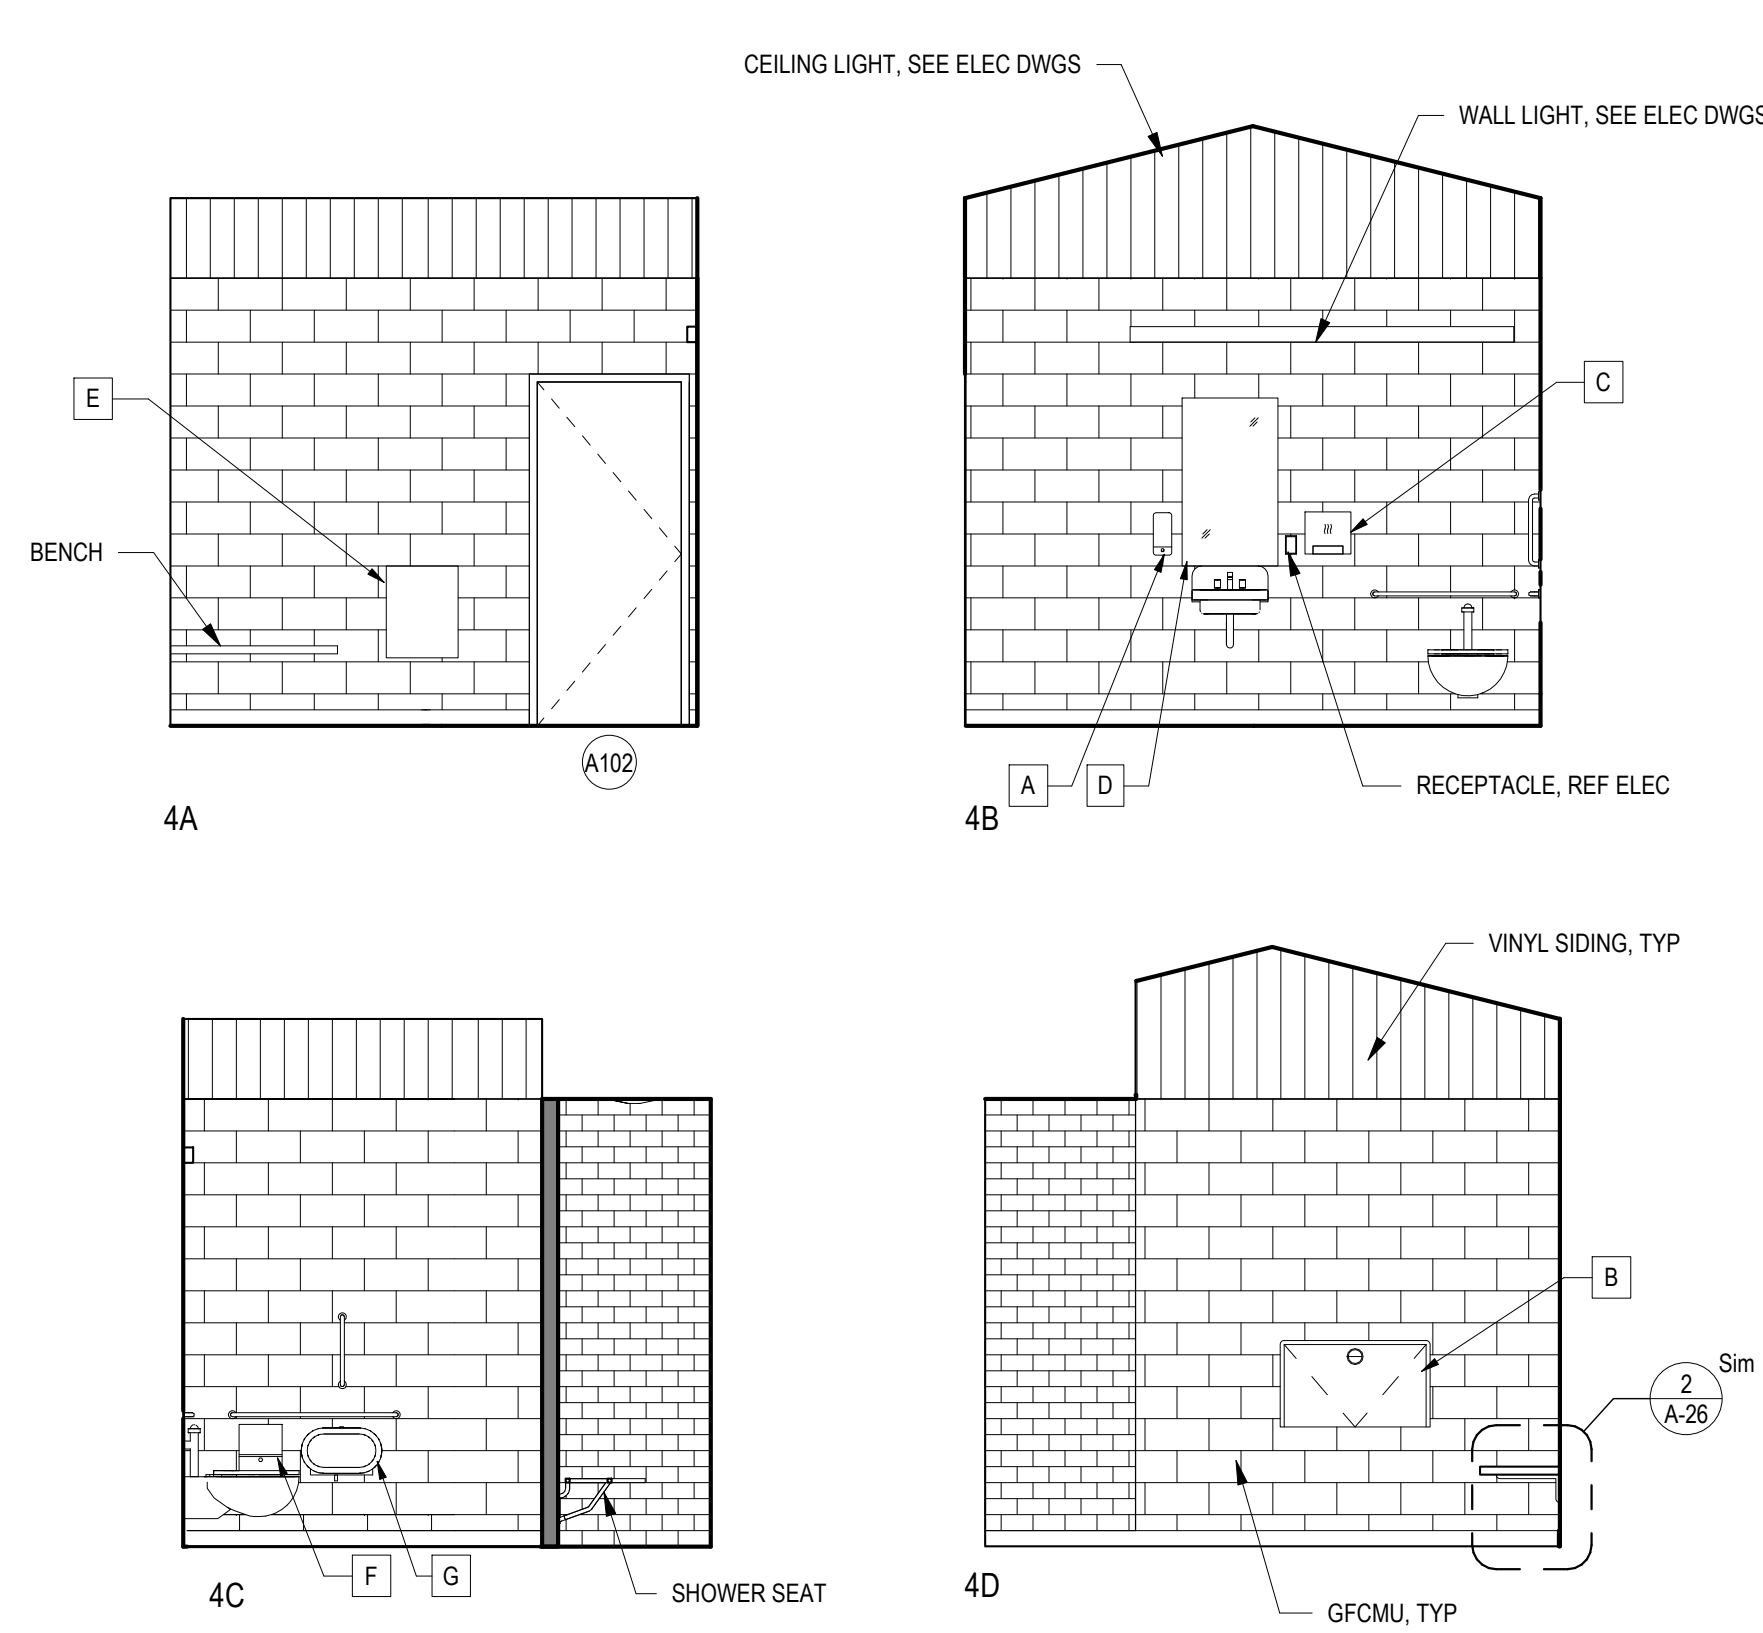 CEILING LIGHT, SEE ELEC DWGS
WALL LIGHT, SEE ELEC DWGS
E
C
BENCH
A102
A
D
RECEPTACLE, REF ELEC
4A
4B
VINYL SIDING, TYP
B
Sim
2
A-26
F
G
4C
SHOWER SEAT
4D
GFCMU, TYP